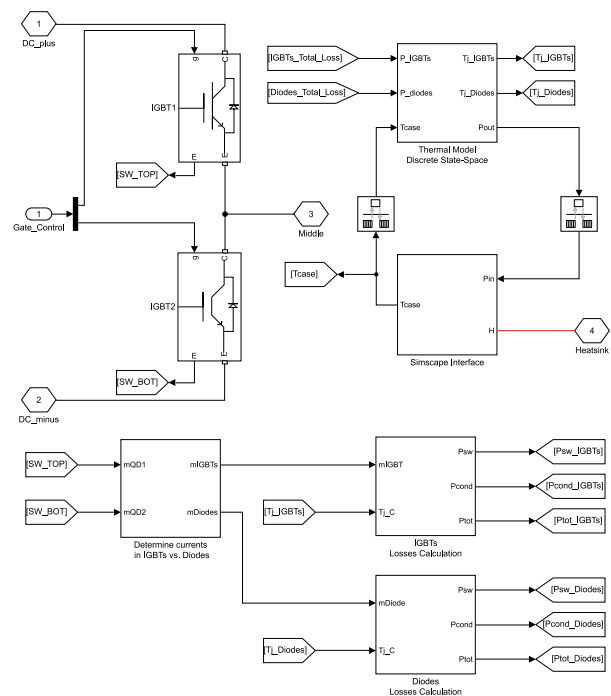 1
DC_plus
g
C
IGBT1
E
E
[SW_TOP]
1
Gate_Control
3
Middle
g
C
IGBT2
E
E
[SW_BOT]
2
DC_minus
[IGBTs_Total_Loss]
P_IGBTs
Tj_IGBTs
[Tj_IGBTs]
[Diodes_Total_Loss]
P_diodes
Tj_Diodes
[Tj_Diodes]
Tcase
Pout
Thermal Model
Discrete State-Space
[Tcase]
Tcase
Pin
H
4
Heatsink
Simscape Interface
[SW_TOP]
mQD1
mIGBTs
[SW_BOT]
mQD2
mDiodes
Determine currents
in IGBTs vs. Diodes
mIGBT
Psw
[Psw_IGBTs]
Pcond
[Pcond_IGBTs]
[Tj_IGBTs]
Tj_C
Ptot
[Ptot_IGBTs]
IGBTs
Losses Calculation
mDiode
Psw
[Psw_Diodes]
Pcond
[Pcond_Diodes]
[Tj_Diodes]
Tj_C
Ptot
[Ptot_Diodes]
Diodes
Losses Calculation